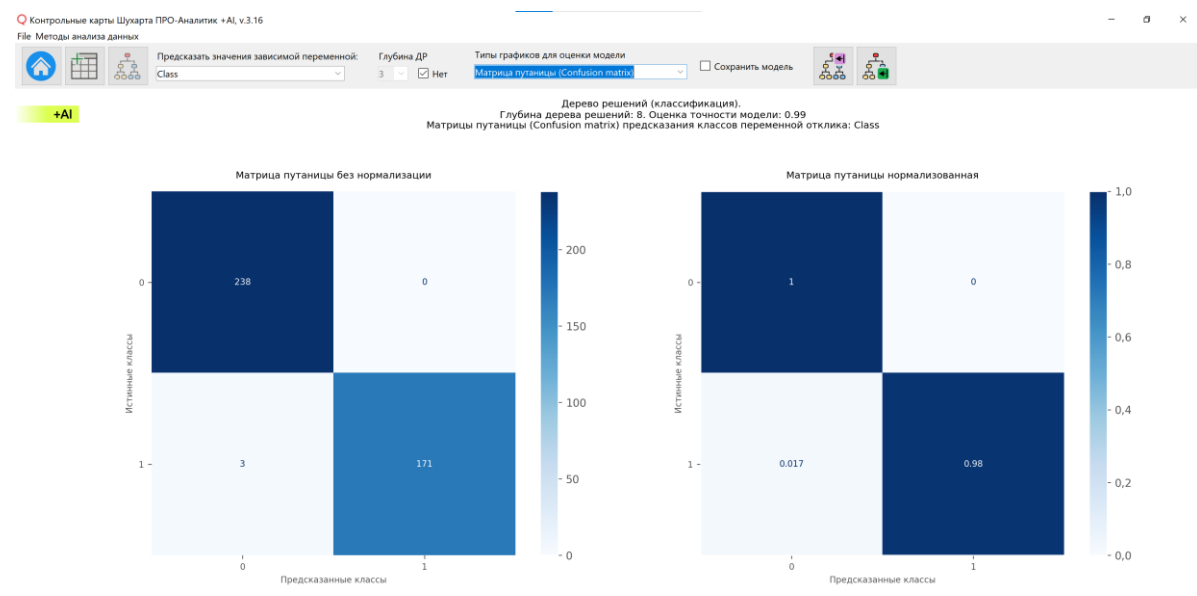 Контрольные карты Шухарта ПРО-Аналитик +AI, v.3.16
File Методы анализа данных
Предсказать значения зависимой переменной:
Class
Глубина ДР
3
Нет
Типы графиков для оценки модели
Матрица путаницы (Confusion matrix)
Сохранить модель
+AI
Дерево решений (классификация).
Глубина дерева решений: 8. Оценка точности модели: 0.99
Матрицы путаницы (Confusion matrix) предсказания классов переменной отклика: Class
Матрица путаницы без нормализации
Истинные классы
0
238
0
1
3
171
0
1
Предсказанные классы
200
150
100
50
0
Матрица путаницы нормализованная
Истинные классы
0
1
0
1
0.017
0.98
0
1
Предсказанные классы
1,0
0,8
0,6
0,4
0,2
0,0